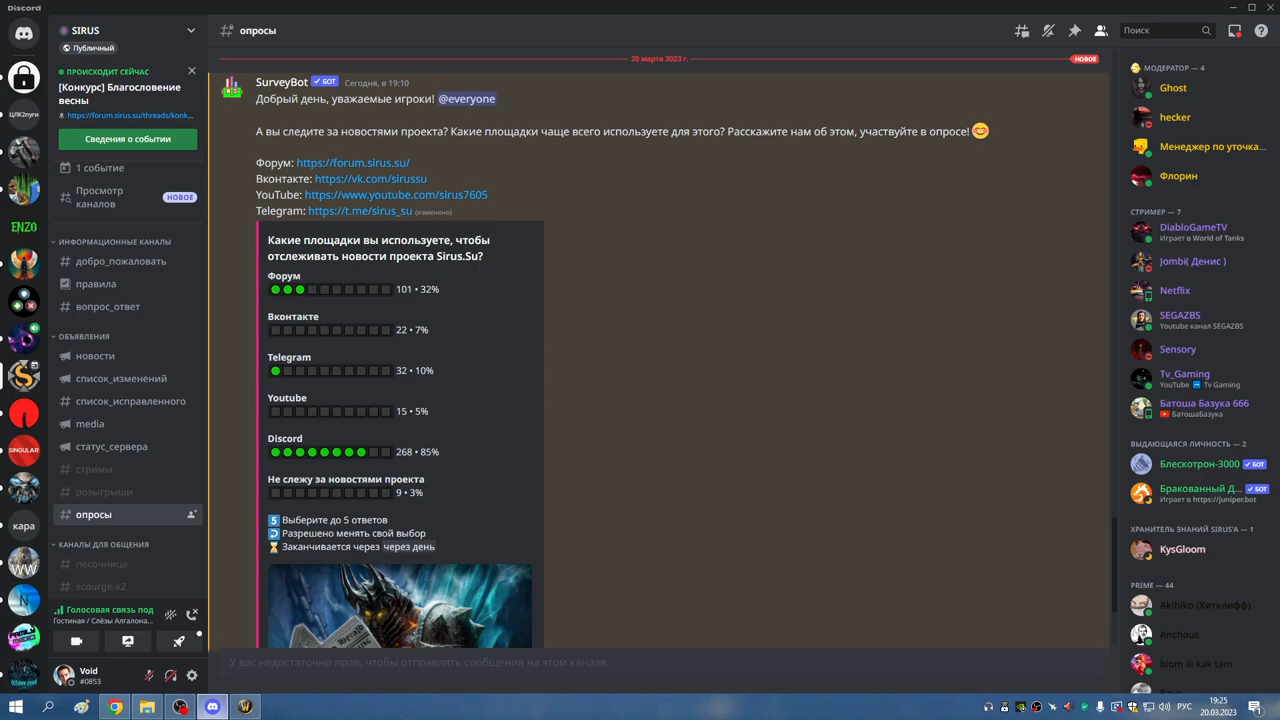 Discord
SIRUS
Публичный
ПРОИСХОДИТ СЕЙЧАС
[Конкурс] Благословение
весны
https://forum.sirus.su/threads/konk...
Сведения о событии
1 событие
Просмотр
каналов
НОВОЕ
ИНФОРМАЦИОННЫЕ КАНАЛЫ
добро_пожаловать
правила
вопрос_ответ
ОБЪЯВЛЕНИЯ
новости
список_изменений
список_исправленного
media
статус_сервера
стримы
розыгрыши
опросы
КАНАЛЫ ДЛЯ ОБЩЕНИЯ
песочница
scourge-x2
Голосовая связь под
Гостиная / Слёзы Алгалона...
Void
#0853
ENZO
SINGULAR
кара
опросы
Поиск
20 марта 2023 г.
НОВОЕ
SurveyBot ✓ БОТ Сегодня, в 19:10
Добрый день, уважаемые игроки! @everyone
А вы следите за новостями проекта? Какие площадки чаще всего используете для этого? Расскажите нам об этом, участвуйте в опросе! 😊
Форум: https://forum.sirus.su/
Вконтакте: https://vk.com/sirussu
YouTube: https://www.youtube.com/sirus7605
Telegram: https://t.me/sirus_su (изменено)
Какие площадки вы используете, чтобы
отслеживать новости проекта Sirus.Su?
Форум
101 • 32%
Вконтакте
22 • 7%
Telegram
32 • 10%
Youtube
15 • 5%
Discord
268 • 85%
Не слежу за новостями проекта
9 • 3%
5 Выберите до 5 ответов
Разрешено менять свой выбор
Заканчивается через через день
У вас недостаточно прав, чтобы отправлять сообщения на этом канале.
МОДЕРАТОР — 4
Ghost
hecker
Менеджер по уточка...
Флорин
СТРИМЕР — 7
DiabloGameTV
Играет в World of Tanks
Jombi( Денис )
Netflix
SEGAZBS
Youtube канал SEGAZBS
Sensory
Tv_Gaming
YouTube ➡ Tv Gaming
Батоша Базука 666
БатошаБазука
ВЫДАЮЩАЯСЯ ЛИЧНОСТЬ — 2
Блескотрон-3000 ✓ БОТ
Бракованный Д... ✓ БОТ
Играет в https://juniper.bot
ХРАНИТЕЛЬ ЗНАНИЙ SIRUS'A — 1
KysGloom
PRIME — 44
Akihiko (Хитклифф)
Anchous
biom ili kak tam
РУС
19:25
20.03.2023